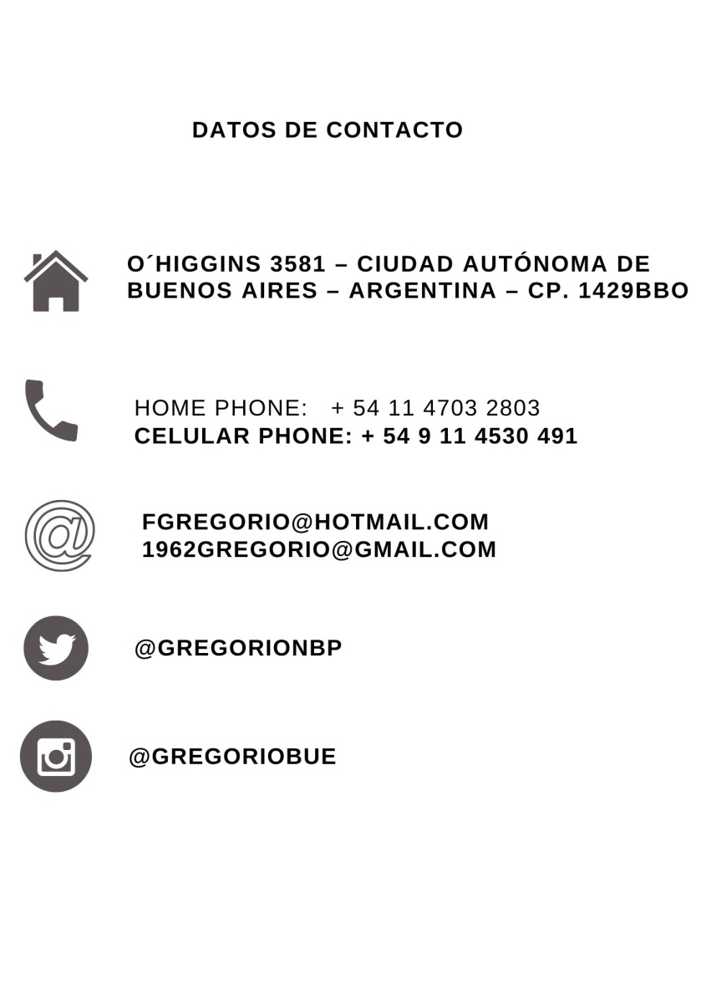 DATOS DE CONTACTO
O´HIGGINS 3581 – CIUDAD AUTÓNOMA DE
BUENOS AIRES – ARGENTINA – CP. 1429BBO
HOME PHONE: + 54 11 4703 2803
CELULAR PHONE: + 54 9 11 4530 491
FGREGORIO@HOTMAIL.COM
1962GREGORIO@GMAIL.COM
@GREGORIONBP
@GREGORIOBUE